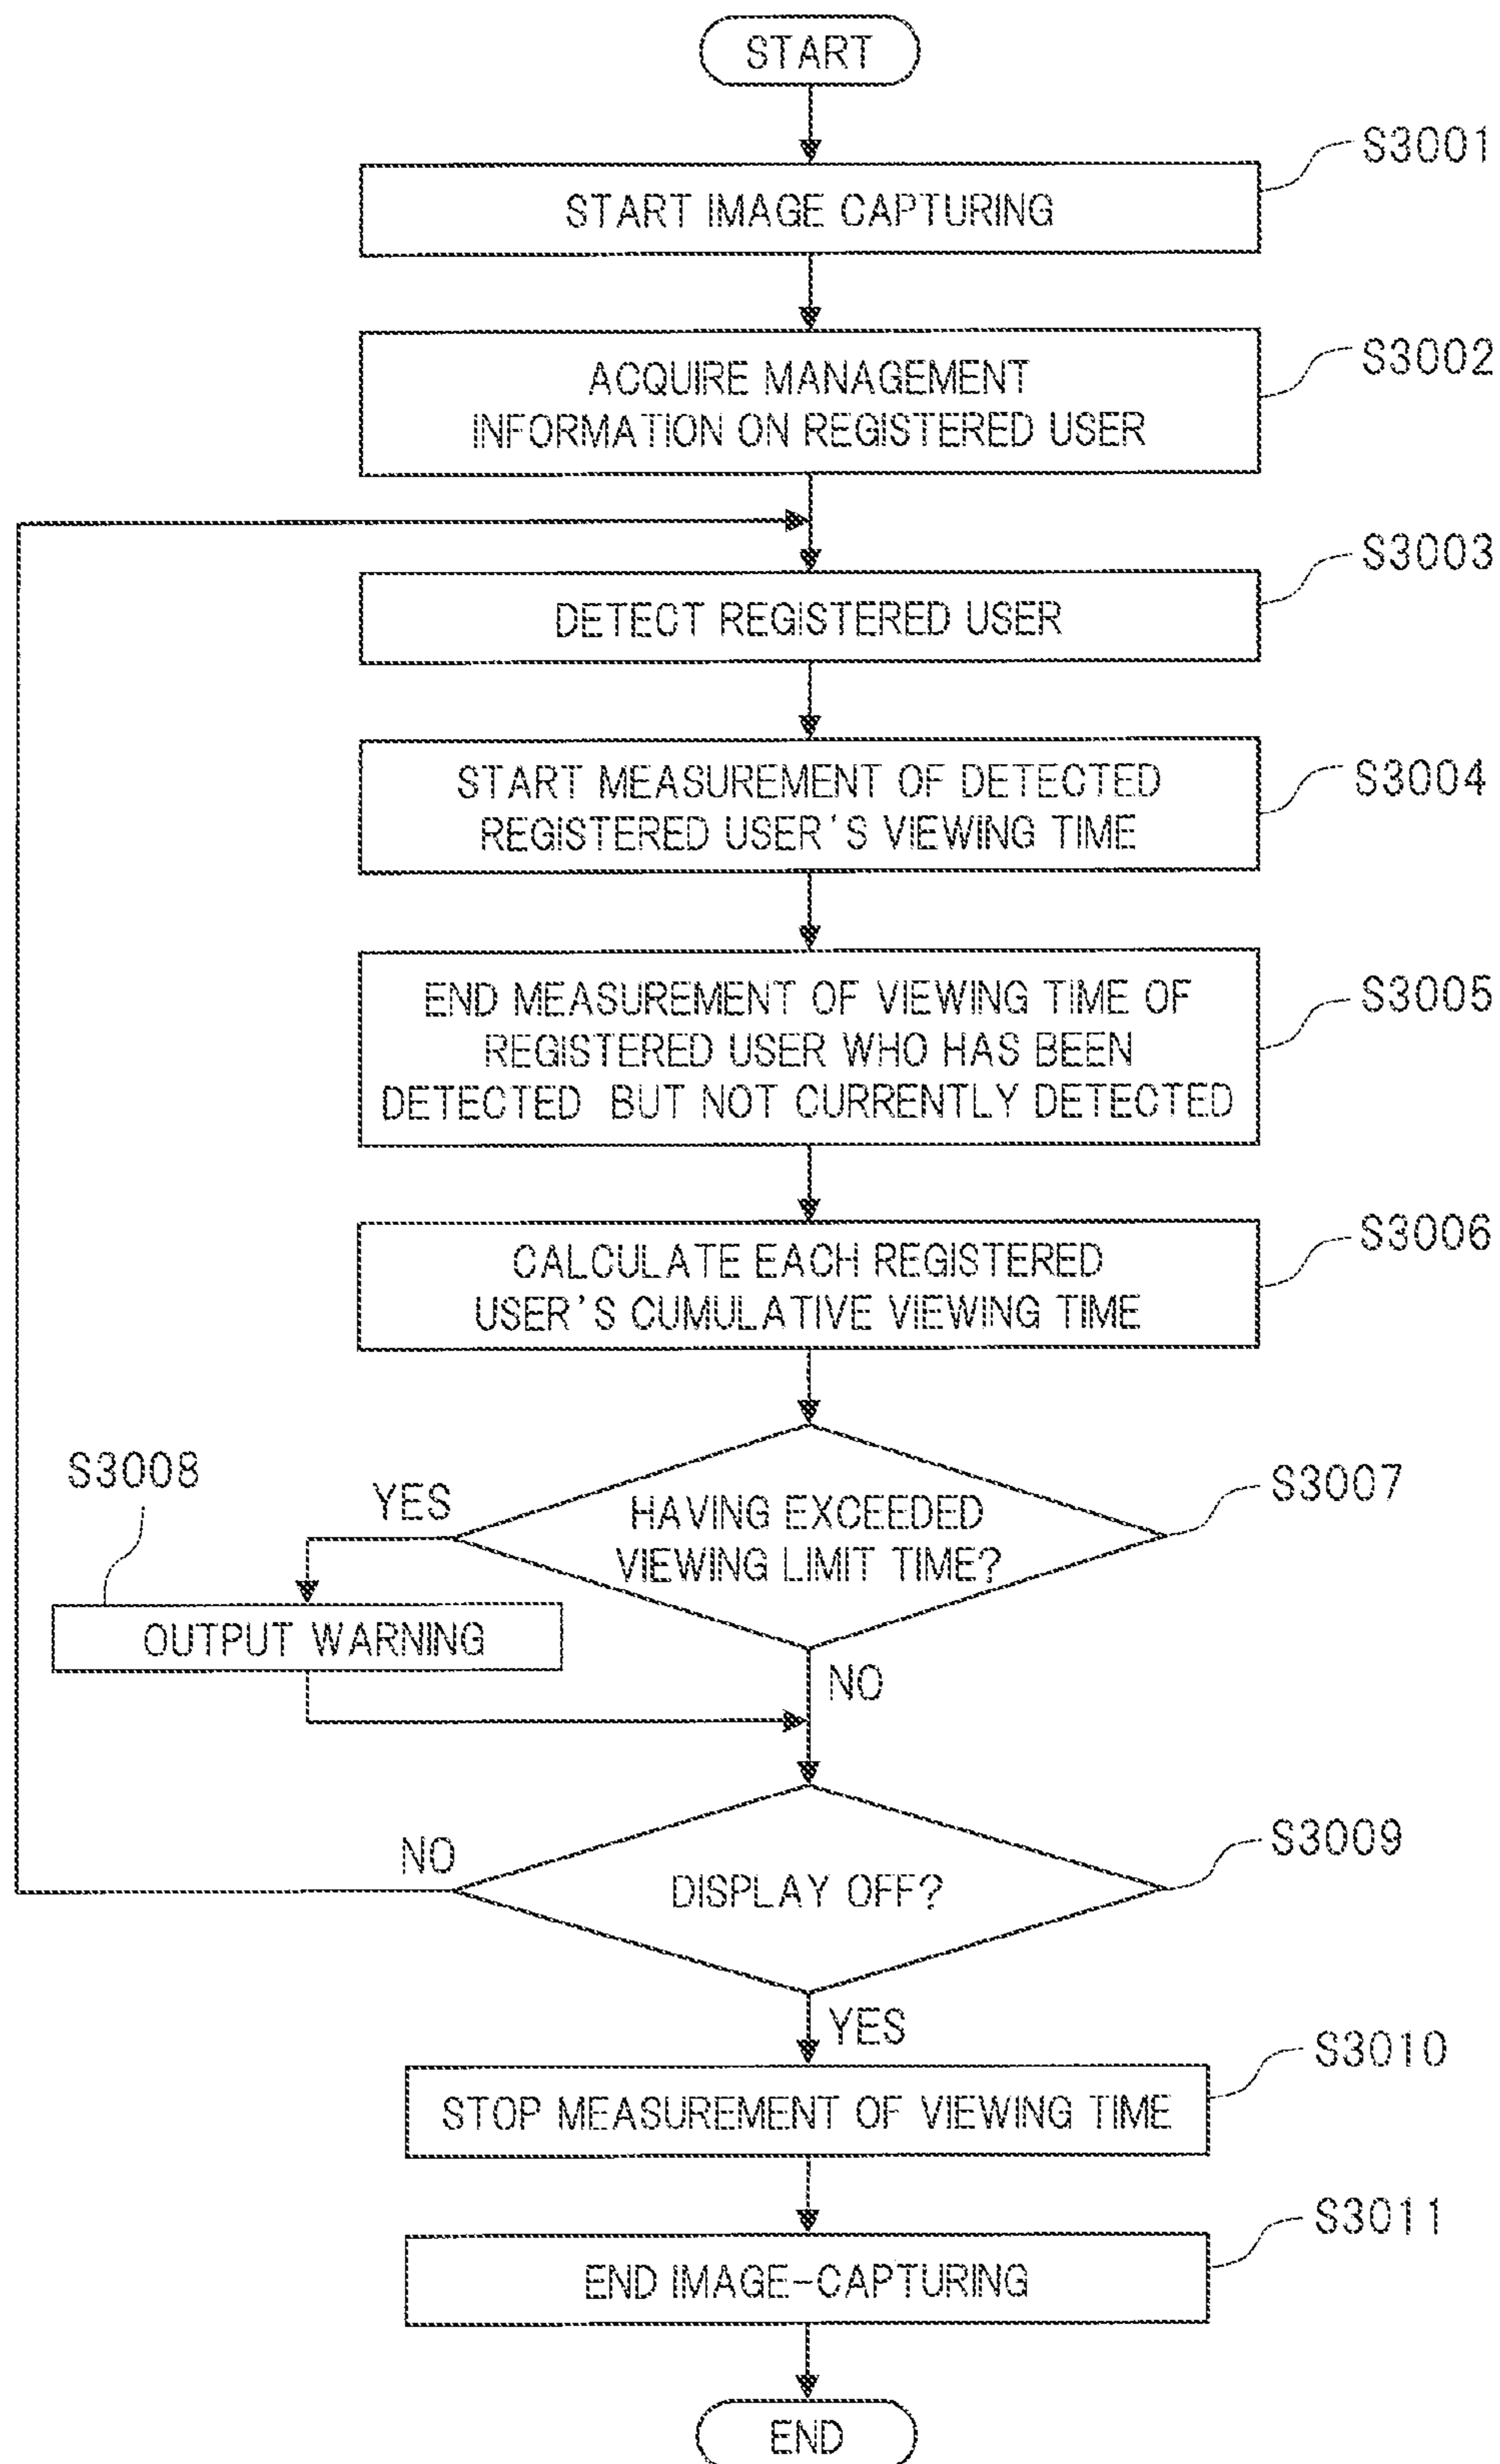 START
S3001
START IMAGE CAPTURING
S3002
ACQUIRE MANAGEMENT
INFORMATION ON REGISTERED USER
S3003
DETECT REGISTERED USER
S3004
START MEASUREMENT OF DETECTED
REGISTERED USER'S VIEWING TIME
S3005
END MEASUREMENT OF VIEWING TIME OF
REGISTERED USER WHO HAS BEEN
DETECTED BUT NOT CURRENTLY DETECTED
S3006
CALCULATE EACH REGISTERED
USER'S CUMULATIVE VIEWING TIME
S3007
HAVING EXCEEDED
VIEWING LIMIT TIME?
YES
S3008
OUTPUT WARNING
NO
S3009
DISPLAY OFF?
NO
YES
S3010
STOP MEASUREMENT OF VIEWING TIME
S3011
END IMAGE-CAPTURING
END